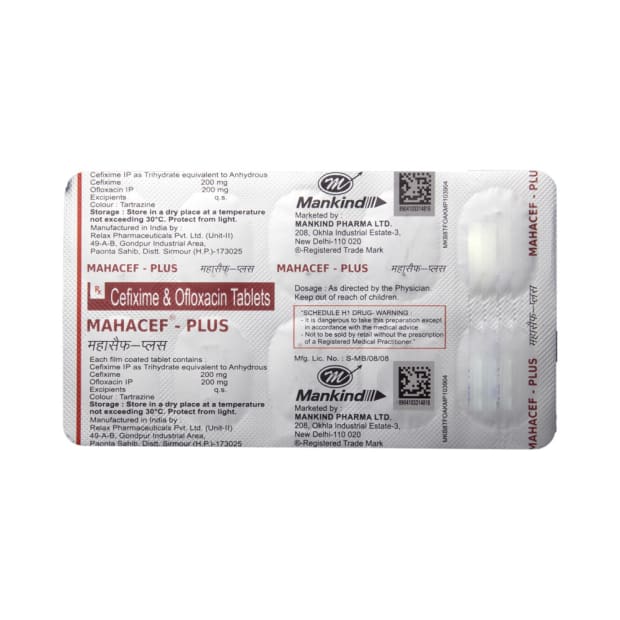 Cefixime IP as Trihydrate equivalent to Anhydrous
Cefixime 200 mg
Ofloxacin IP 200 mg
Excipients q.s.
Colour : Tartrazine
Storage : Store in a dry place at a temperature
not exceeding 30°C. Protect from light.
Manufactured in India by :
Relax Pharmaceuticals Pvt. Ltd. (Unit-II)
49-A-B, Gondpur Industrial Area,
Paonta Sahib, Distt. Sirmour (H.P.)-173025
MAHACEF - PLUS महासैफ-प्लस
Rx Cefixime & Ofloxacin Tablets
MAHACEF® - PLUS
महासैफ-प्लस
Each film coated tablet contains :
Cefixime IP as Trihydrate equivalent to Anhydrous
Cefixime 200 mg
Ofloxacin IP 200 mg
Excipients q.s.
Colour : Tartrazine
Storage : Store in a dry place at a temperature
not exceeding 30°C. Protect from light.
Manufactured in India by :
Relax Pharmaceuticals Pvt. Ltd. (Unit-II)
49-A-B, Gondpur Industrial Area,
Paonta Sahib, Distt. Sirmour (H.P.)-173025
m
Mankind
Marketed by :
MANKIND PHARMA LTD.
208, Okhla Industrial Estate-3,
New Delhi-110 020
®-Registered Trade Mark
MAHACEF - PLUS महासैफ-प्लस
Dosage : As directed by the Physician.
Keep out of reach of children.
"SCHEDULE H1 DRUG- WARNING :
- It is dangerous to take this preparation except
in accordance with the medical advice.
- Not to be sold by retail without the prescription
of a Registered Medical Practitioner."
Mfg. Lic. No. : S-MB/08/08
m
Mankind
Marketed by :
MANKIND PHARMA LTD.
208, Okhla Industrial Estate-3,
New Delhi-110 020
®-Registered Trade Mark
MAHACEF - PLU
महासैफ-प्लस
MAHACEF - PLUS